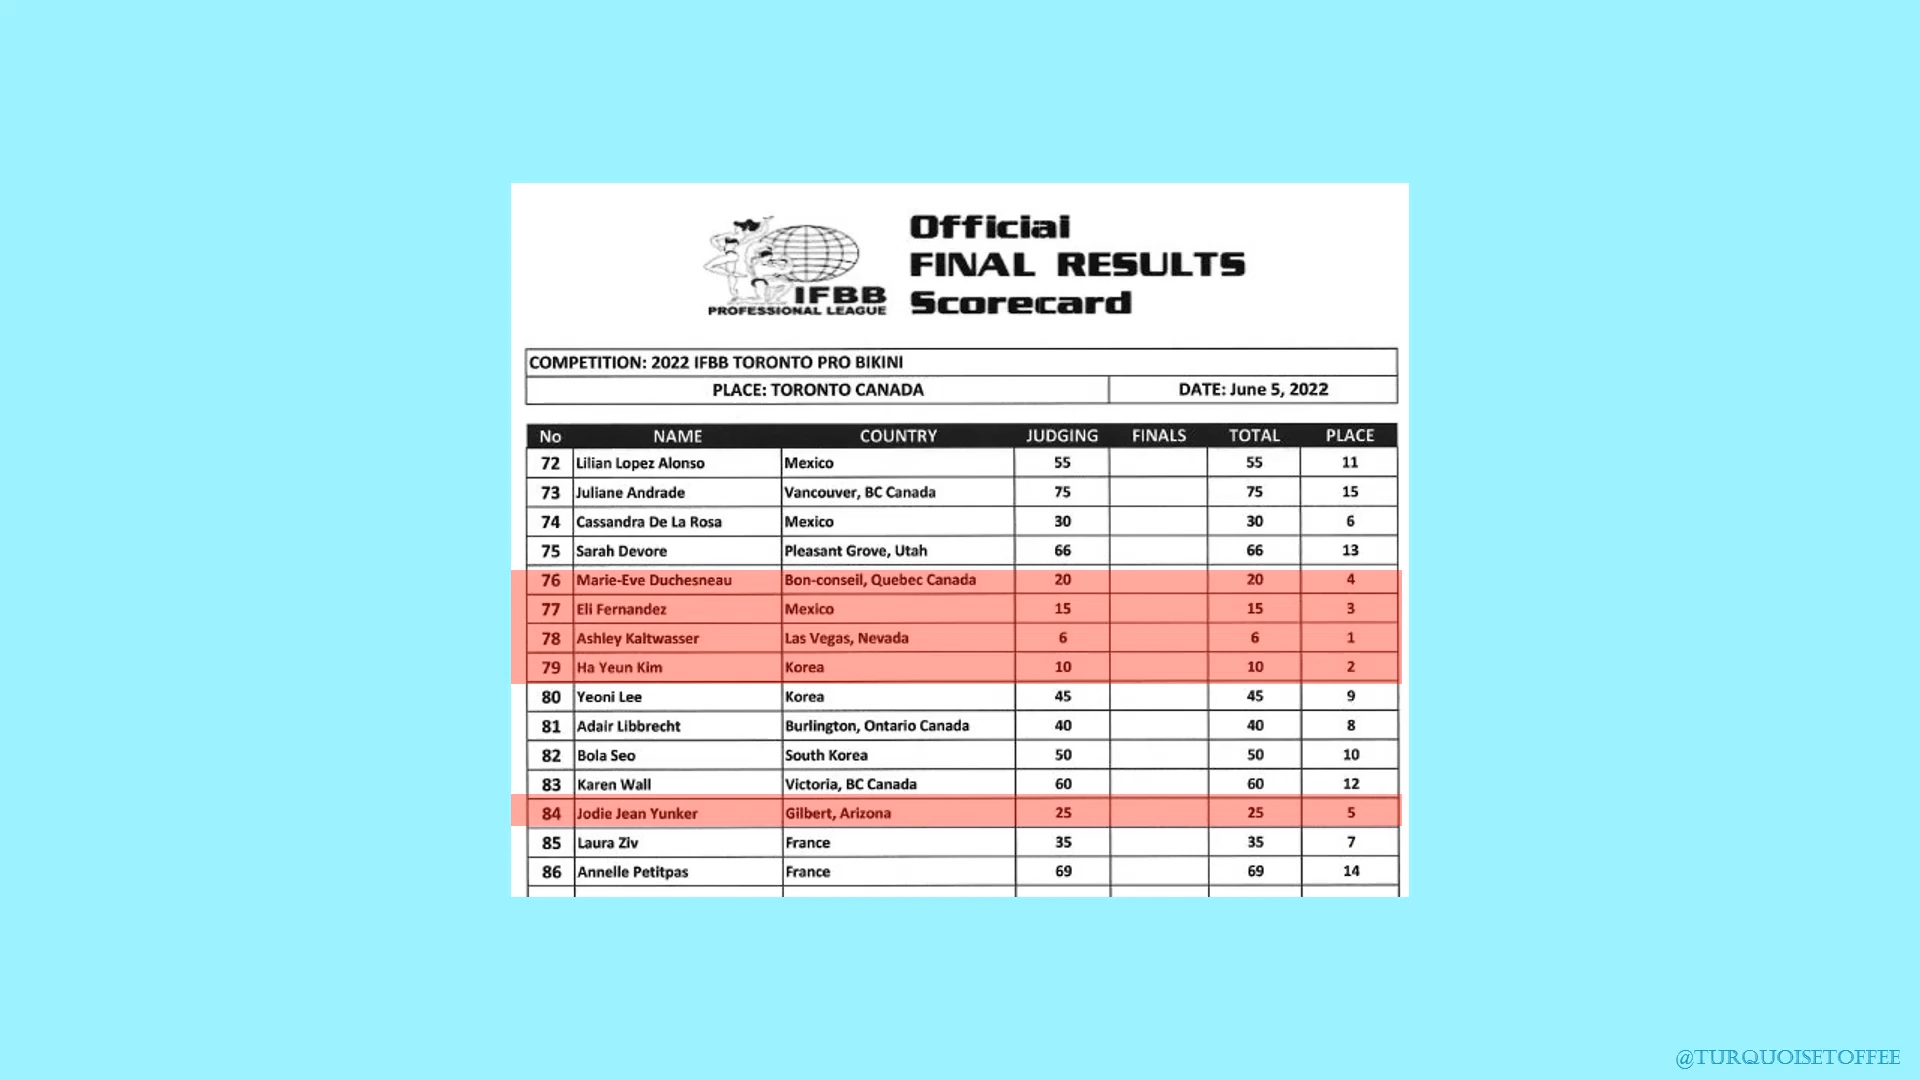 Official
FINAL RESULTS
Scorecard
IFBB
PROFESSIONAL LEAGUE
COMPETITION: 2022 IFBB TORONTO PRO BIKINI
PLACE: TORONTO CANADA DATE: June 5, 2022
No NAME COUNTRY JUDGING FINALS TOTAL PLACE
72 Lilian Lopez Alonso Mexico 55 55 11
73 Juliane Andrade Vancouver, BC Canada 75 75 15
74 Cassandra De La Rosa Mexico 30 30 6
75 Sarah Devore Pleasant Grove, Utah 66 66 13
76 Marie-Eve Duchesneau Bon-conseil, Quebec Canada 20 20 4
77 Eli Fernandez Mexico 15 15 3
78 Ashley Kaltwasser Las Vegas, Nevada 6 6 1
79 Ha Yeun Kim Korea 10 10 2
80 Yeoni Lee Korea 45 45 9
81 Adair Libbrecht Burlington, Ontario Canada 40 40 8
82 Bola Seo South Korea 50 50 10
83 Karen Wall Victoria, BC Canada 60 60 12
84 Jodie Jean Yunker Gilbert, Arizona 25 25 5
85 Laura Ziv France 35 35 7
86 Annelle Petitpas France 69 69 14
@TURQUOISETOFFEE